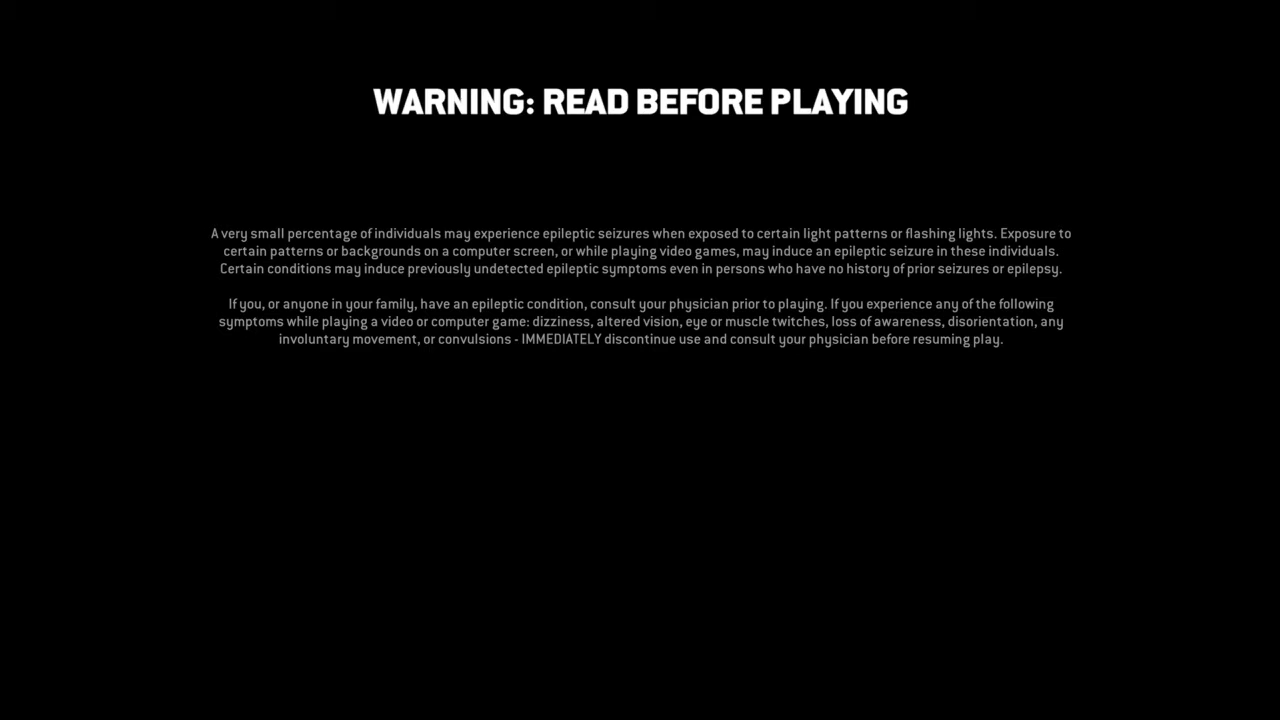 WARNING: READ BEFORE PLAYING
A very small percentage of individuals may experience epileptic seizures when exposed to certain light patterns or flashing lights. Exposure to
certain patterns or backgrounds on a computer screen, or while playing video games, may induce an epileptic seizure in these individuals.
Certain conditions may induce previously undetected epileptic symptoms even in persons who have no history of prior seizures or epilepsy.
If you, or anyone in your family, have an epileptic condition, consult your physician prior to playing. If you experience any of the following
symptoms while playing a video or computer game: dizziness, altered vision, eye or muscle twitches, loss of awareness, disorientation, any
involuntary movement, or convulsions - IMMEDIATELY discontinue use and consult your physician before resuming play.